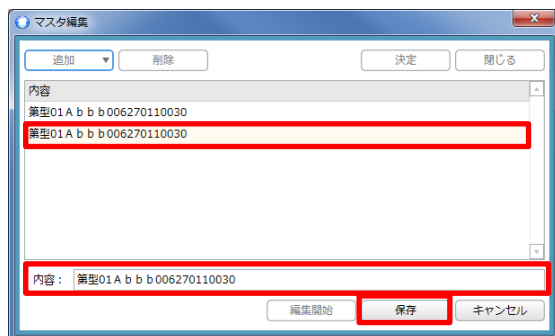 マスタ編集
追加 ▼ 削除 決定 閉じる
内容
第型01Ａｂｂｂ006270110030
第型01Ａｂｂｂ006270110030
内容： 第型01Ａｂｂｂ006270110030
編集開始 保存 キャンセル